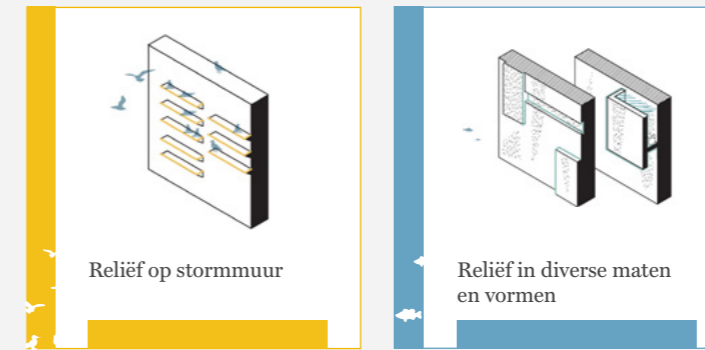 Reliëf op stormmuur
Reliëf in diverse maten
en vormen